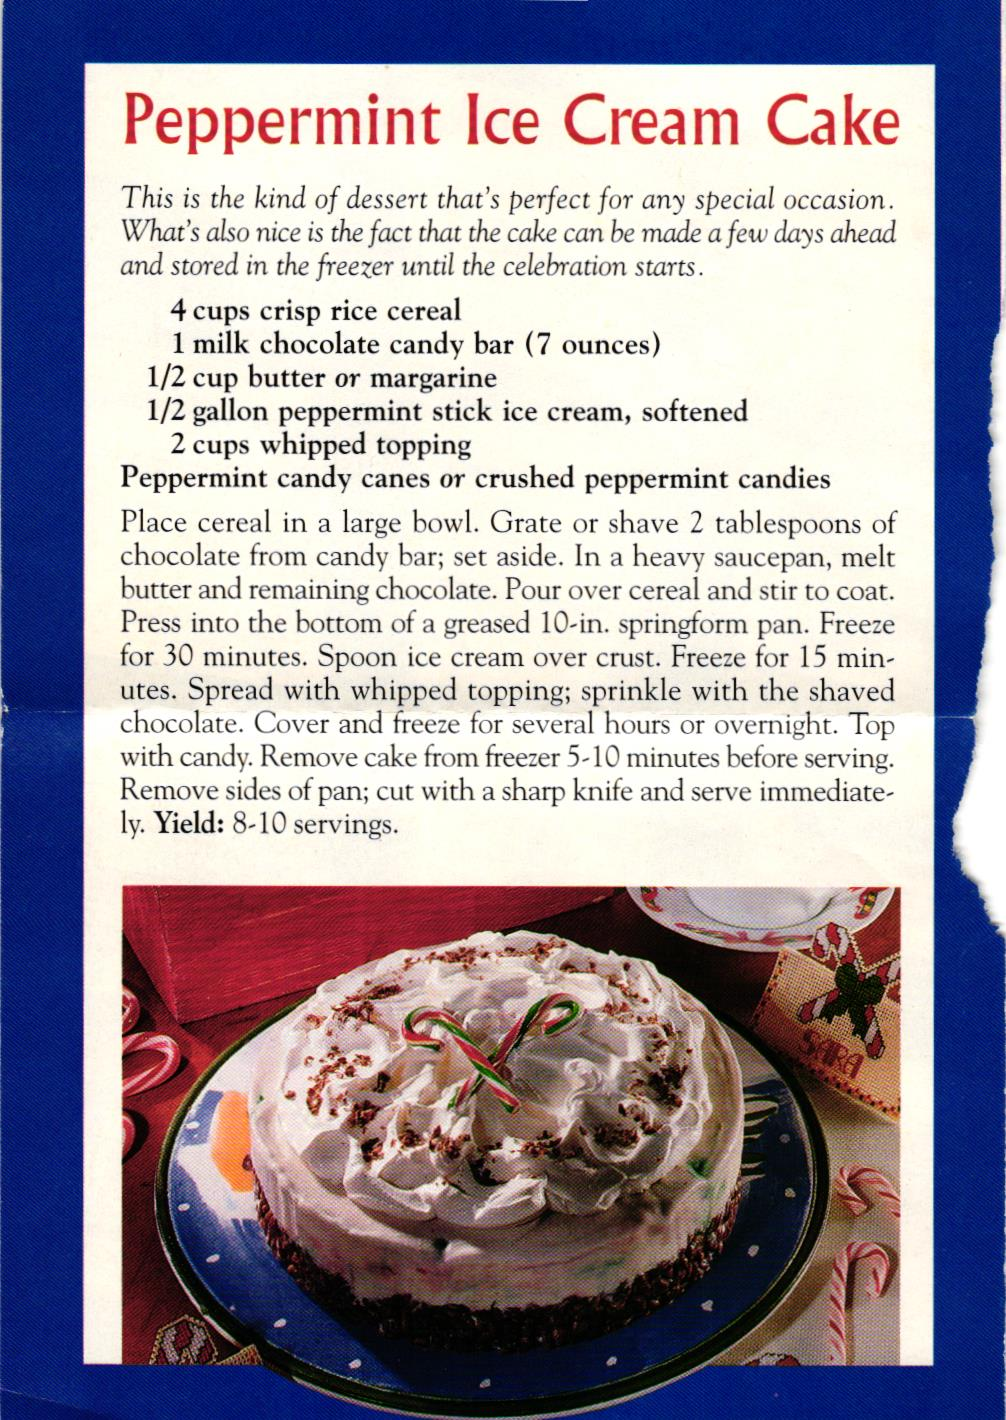 Peppermint Ice Cream Cake
This is the kind of dessert that's perfect for any special occasion.
What's also nice is the fact that the cake can be made a few days ahead
and stored in the freezer until the celebration starts.
4 cups crisp rice cereal
1 milk chocolate candy bar (7 ounces)
1/2 cup butter or margarine
1/2 gallon peppermint stick ice cream, softened
2 cups whipped topping
Peppermint candy canes or crushed peppermint candies
Place cereal in a large bowl. Grate or shave 2 tablespoons of
chocolate from candy bar; set aside. In a heavy saucepan, melt
butter and remaining chocolate. Pour over cereal and stir to coat.
Press into the bottom of a greased 10-in. springform pan. Freeze
for 30 minutes. Spoon ice cream over crust. Freeze for 15 min-
utes. Spread with whipped topping; sprinkle with the shaved
chocolate. Cover and freeze for several hours or overnight. Top
with candy. Remove cake from freezer 5-10 minutes before serving.
Remove sides of pan; cut with a sharp knife and serve immediate-
ly. Yield: 8-10 servings.
SARA